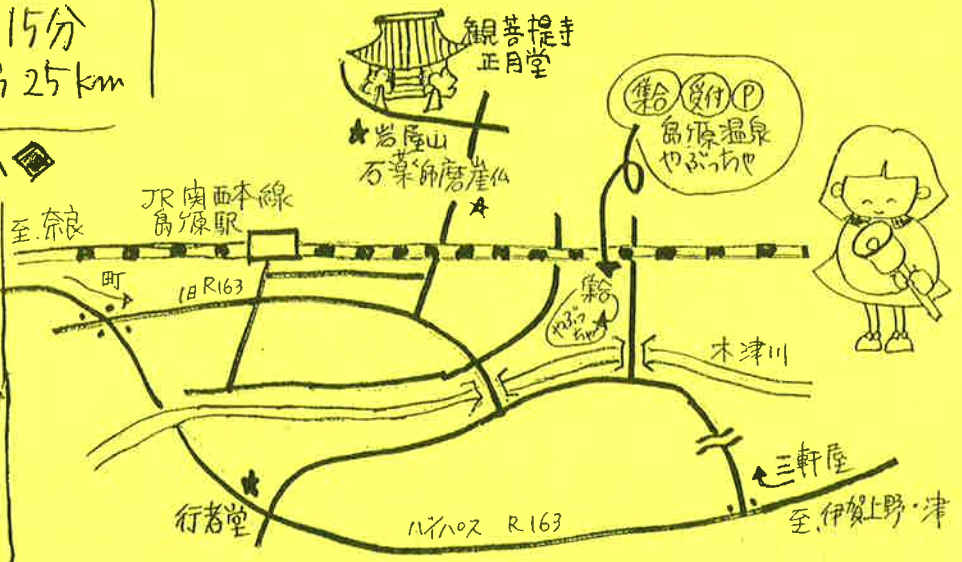 15分
25km
観菩提寺
正月堂
集合 受付 P
島ヶ原温泉
やぶっちゃ
★岩屋山
石薬師磨崖仏
JR関西本線
島ヶ原駅
至.奈良
町
旧R163
集合
やぶっ
ちゃ
木津川
三軒屋
行者堂
バイパス R163
至.伊賀上野・津